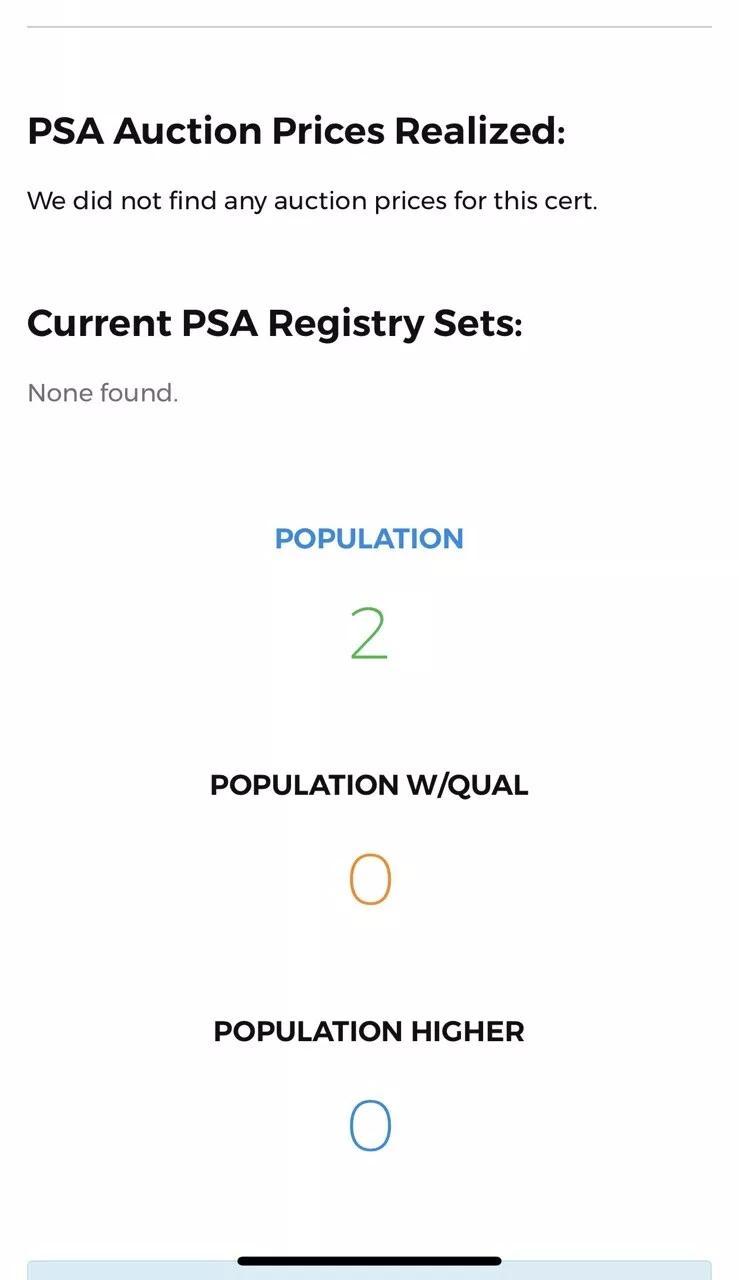 PSA Auction Prices Realized:
We did not find any auction prices for this cert.
Current PSA Registry Sets:
None found.
POPULATION
2
POPULATION W/QUAL
0
POPULATION HIGHER
0